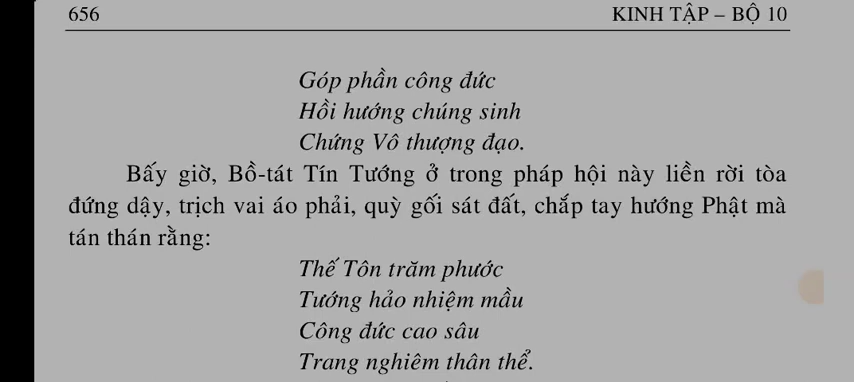 656 KINH TẬP – BỘ 10
Góp phần công đức
Hồi hướng chúng sinh
Chứng Vô thượng đạo.
Bấy giờ, Bồ-tát Tín Tướng ở trong pháp hội này liền rời tòa
đứng dậy, trịch vai áo phải, quỳ gối sát đất, chắp tay hướng Phật mà
tán thán rằng:
Thế Tôn trăm phước
Tướng hảo nhiệm mầu
Công đức cao sâu
Trang nghiêm thân thể.